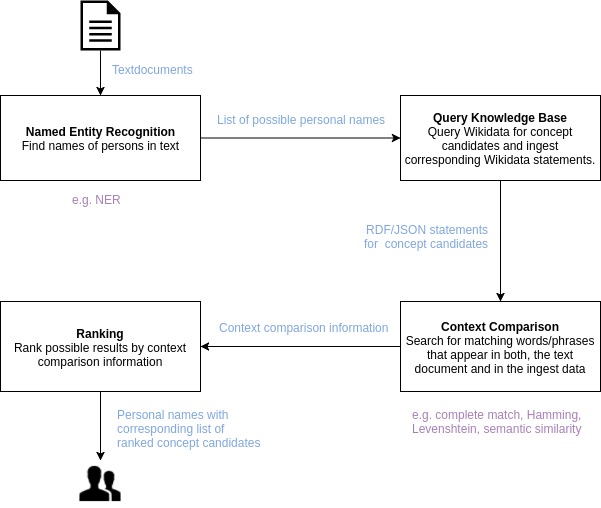 Textdocuments
Named Entity Recognition
Find names of persons in text
e.g. NER
List of possible personal names
Query Knowledge Base
Query Wikidata for concept
candidates and ingest
corresponding Wikidata statements.
RDF/JSON statements
for concept candidates
Context Comparison
Search for matching words/phrases
that appear in both, the text
document and in the ingest data
e.g. complete match, Hamming,
Levenshtein, semantic similarity
Context comparison information
Ranking
Rank possible results by context
comparison information
Personal names with
corresponding list of
ranked concept candidates